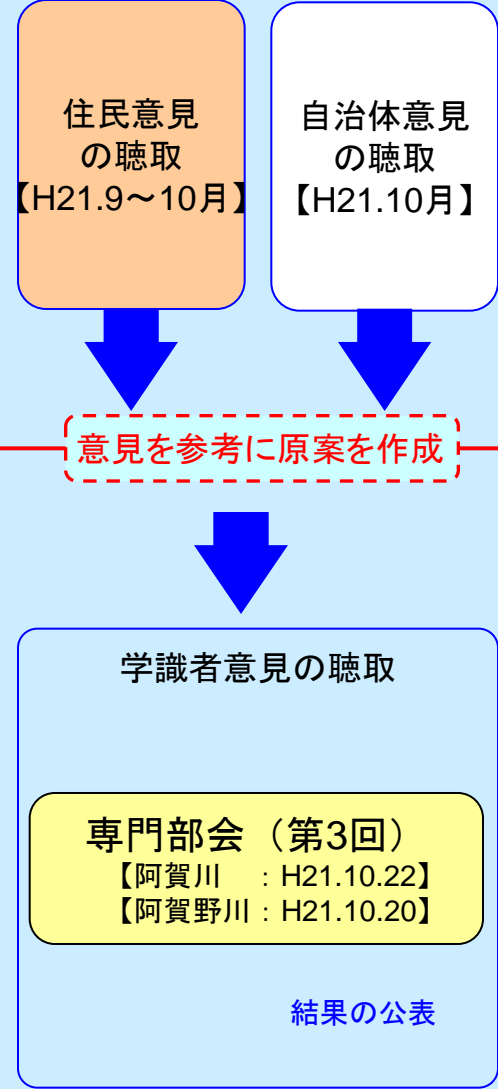 住民意見
の聴取
【H21.9～10月】
自治体意見
の聴取
【H21.10月】
意見を参考に原案を作成
学識者意見の聴取
専門部会（第3回）
【阿賀川　：H21.10.22】
【阿賀野川：H21.10.20】
結果の公表